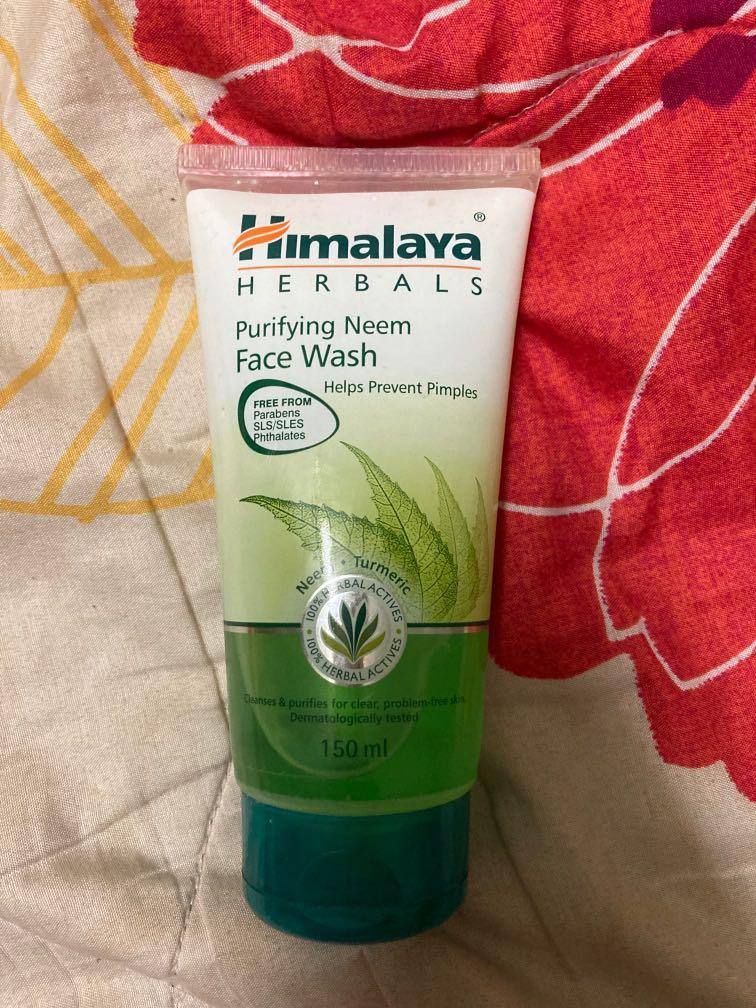 Himalaya®
HERBALS
Purifying Neem
Face Wash
Helps Prevent Pimples
FREE FROM
Parabens
SLS/SLES
Phthalates
Neem • Turmeric
100% HERBAL ACTIVES • 100% HERBAL ACTIVES •
Cleanses & purifies for clear, problem-free skin.
Dermatologically tested
150 ml